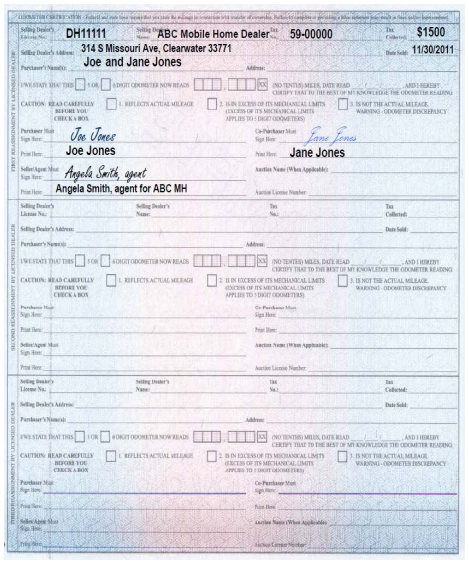 ODOMETER CERTIFICATION - Federal and state laws require that you state the mileage in connection with transfer of ownership. Failure to complete or providing a false statement may result in fines and/or imprisonment.
Selling Dealer's License No.: DH11111 Selling Dealer's Name: ABC Mobile Home Dealer Tax No.: 59-00000 Tax Collected: $1500
Selling Dealer's Address: 314 S Missouri Ave, Clearwater 33771 Date Sold: 11/30/2011
Purchaser's Name(s): Joe and Jane Jones Address:
I/WE STATE THAT THIS 5 OR 6 DIGIT ODOMETER NOW READS , . XX (NO TENTHS) MILES, DATE READ / / AND I HEREBY
CERTIFY THAT TO THE BEST OF MY KNOWLEDGE THE ODOMETER READING
CAUTION: READ CAREFULLY 1. REFLECTS ACTUAL MILEAGE 2. IS IN EXCESS OF ITS MECHANICAL LIMITS 3. IS NOT THE ACTUAL MILEAGE.
BEFORE YOU (EXCESS OF ITS MECHANICAL LIMITS WARNING - ODOMETER DISCREPANCY
CHECK A BOX APPLIES TO 5 DIGIT ODOMETERS)
Purchaser Must Co-Purchaser Must
Sign Here: Joe Jones Sign Here: Jane Jones
Print Here: Joe Jones Print Here: Jane Jones
Seller/Agent Must Auction Name (When Applicable):
Sign Here: Angela Smith, agent
Print Here: Angela Smith, agent for ABC MH Auction License Number
FIRST REASSIGNMENT BY LICENSED DEALER
Selling Dealer's Selling Dealer's Tax Tax
License No.: Name: No.: Collected:
Selling Dealer's Address: Date Sold:
Purchaser's Name(s): Address:
I/WE STATE THAT THIS 5 OR 6 DIGIT ODOMETER NOW READS , . XX (NO TENTHS) MILES, DATE READ / / AND I HEREBY
CERTIFY THAT TO THE BEST OF MY KNOWLEDGE THE ODOMETER READING
CAUTION: READ CAREFULLY 1. REFLECTS ACTUAL MILEAGE 2. IS IN EXCESS OF ITS MECHANICAL LIMITS 3. IS NOT THE ACTUAL MILEAGE.
BEFORE YOU (EXCESS OF ITS MECHANICAL LIMITS WARNING - ODOMETER DISCREPANCY
CHECK A BOX APPLIES TO 5 DIGIT ODOMETERS)
Purchaser Must Co-Purchaser Must
Sign Here: Sign Here:
Print Here: Print Here:
Seller/Agent Must Auction Name (When Applicable):
Sign Here:
Print Here: Auction License Number
SECOND REASSIGNMENT BY LICENSED DEALER
Selling Dealer's Selling Dealer's Tax Tax
License No.: Name: No.: Collected:
Selling Dealer's Address: Date Sold:
Purchaser's Name(s): Address:
I/WE STATE THAT THIS 5 OR 6 DIGIT ODOMETER NOW READS , . XX (NO TENTHS) MILES, DATE READ / / AND I HEREBY
CERTIFY THAT TO THE BEST OF MY KNOWLEDGE THE ODOMETER READING
CAUTION: READ CAREFULLY 1. REFLECTS ACTUAL MILEAGE 2. IS IN EXCESS OF ITS MECHANICAL LIMITS 3. IS NOT THE ACTUAL MILEAGE.
BEFORE YOU (EXCESS OF ITS MECHANICAL LIMITS WARNING - ODOMETER DISCREPANCY
CHECK A BOX APPLIES TO 5 DIGIT ODOMETERS)
Purchaser Must Co-Purchaser Must
Sign Here: Sign Here:
Print Here: Print Here:
Seller/Agent Must Auction Name (When Applicable)
Sign Here:
Print Here: Auction License Number
THIRD REASSIGNMENT BY LICENSED DEALER